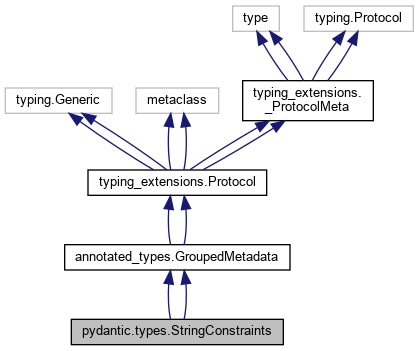 type
typing.Protocol
typing.Generic
metaclass
typing_extensions.
_ProtocolMeta
typing_extensions.Protocol
annotated_types.GroupedMetadata
pydantic.types.StringConstraints